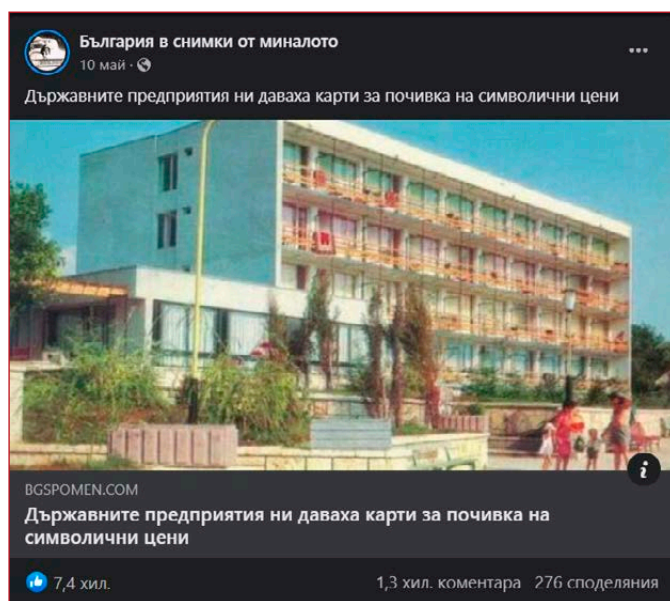 България в снимки от миналото
10 май
Държавните предприятия ни даваха карти за почивка на символични цени
BGSPOMEN.COM
Държавните предприятия ни даваха карти за почивка на
символични цени
7,4 хил.
1,3 хил. коментара 276 споделяния